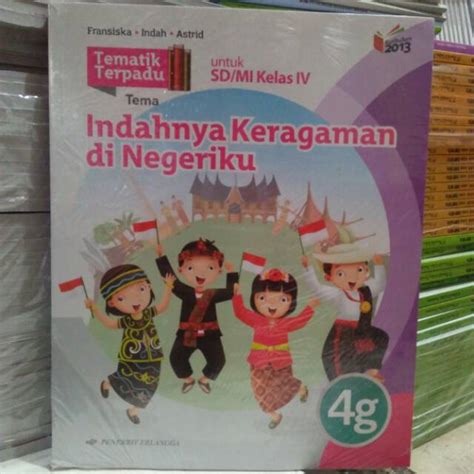 Fransiska • Indah • Astrid
kurikulum
2013
Tematik
Terpadu
untuk
SD/MI Kelas IV
Tema
Indahnya Keragaman
di Negeriku
4g
PENERBIT ERLANGGA